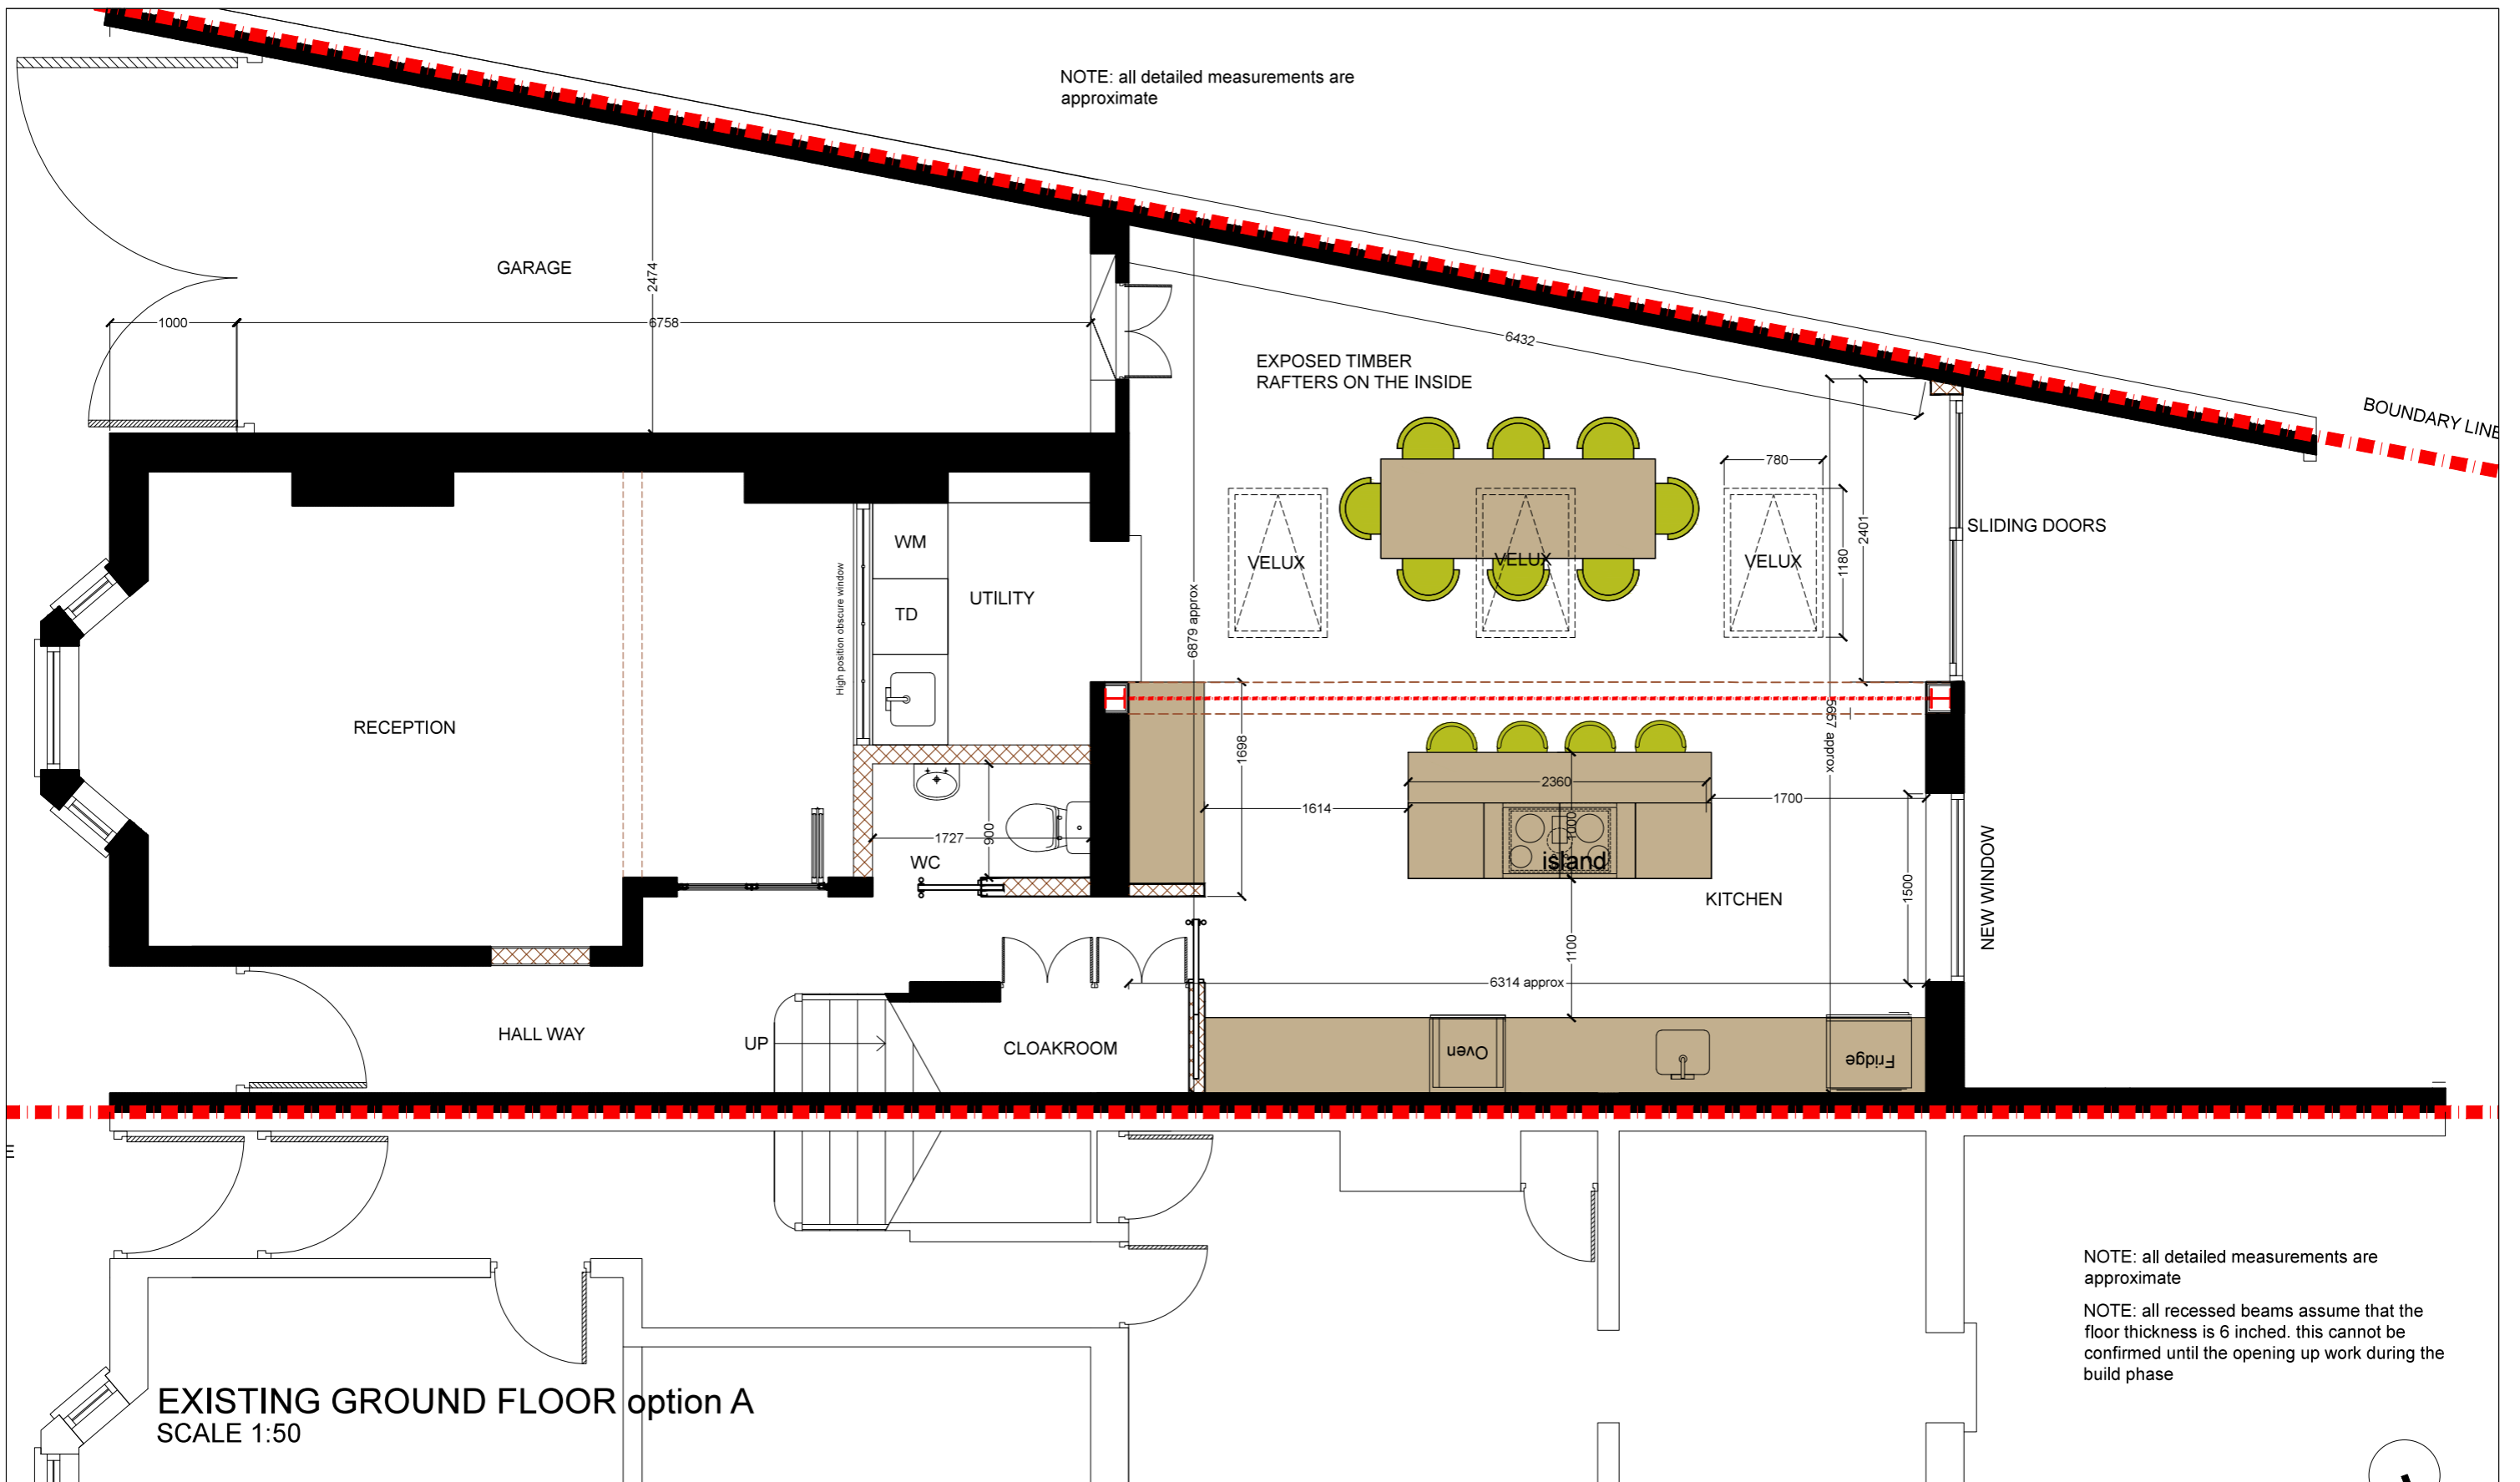 NOTE: all detailed measurements are
approximate
GARAGE
2474
1000
6758
6432
EXPOSED TIMBER
RAFTERS ON THE INSIDE
BOUNDARY LINE
780
VELUX
VELUX
VELUX
1180
2401
SLIDING DOORS
WM
TD
UTILITY
High position obscure window
6879 approx
RECEPTION
1698
5657 approx
2360
1614
1700
1000
island
1727
900
WC
KITCHEN
1500
NEW WINDOW
1100
6314 approx
HALL WAY
UP
CLOAKROOM
Oven
Fridge
E
NOTE: all detailed measurements are
approximate
NOTE: all recessed beams assume that the
floor thickness is 6 inched. this cannot be
confirmed until the opening up work during the
build phase
EXISTING GROUND FLOOR option A
SCALE 1:50